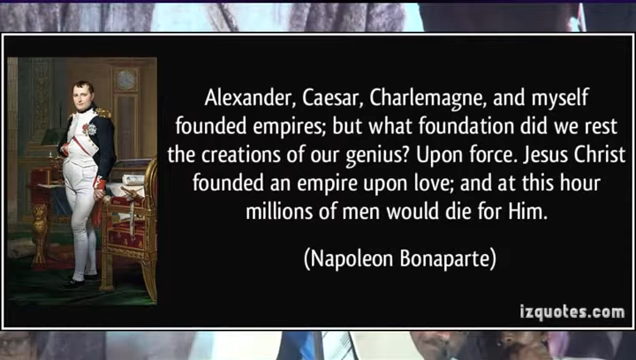 Alexander, Caesar, Charlemagne, and myself
founded empires; but what foundation did we rest
the creations of our genius? Upon force. Jesus Christ
founded an empire upon love; and at this hour
millions of men would die for Him.
(Napoleon Bonaparte)
izquotes.com